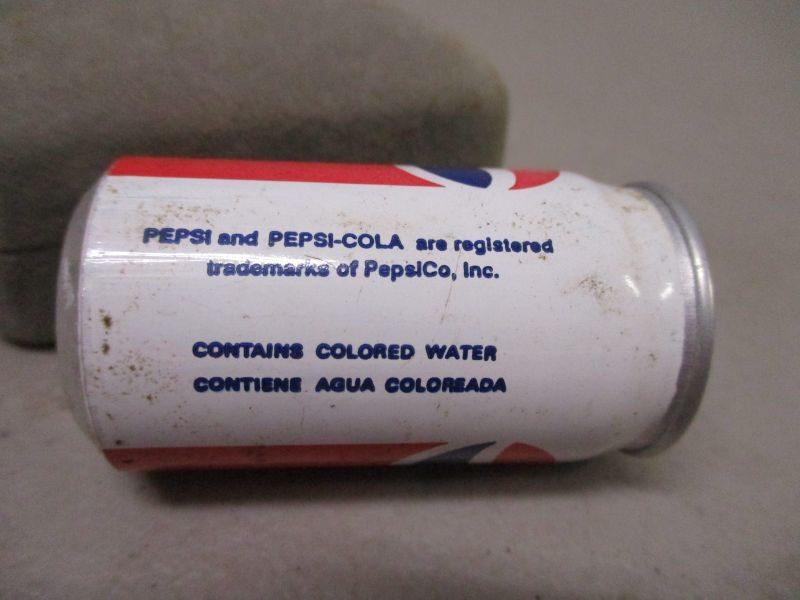 PEPSI and PEPSI-COLA are registered
trademarks of PepsiCo, Inc.
CONTAINS COLORED WATER
CONTIENE AGUA COLOREADA